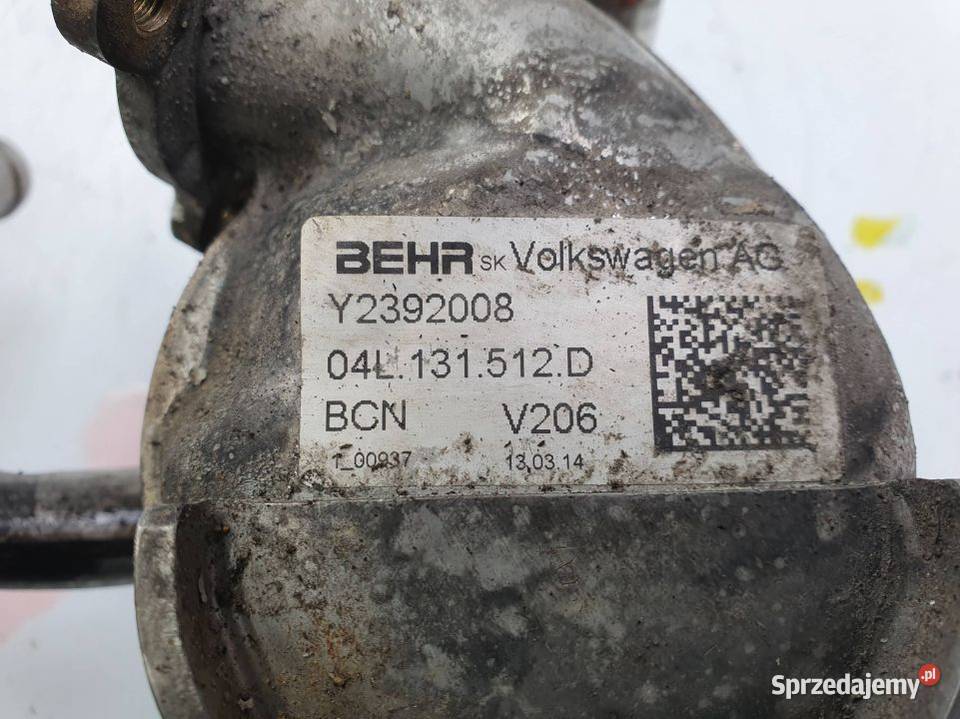 BEHR SK Volkswagen AG
Y2392008
04L.131.512.D
BCN V206
1_00937 13.03.14
Sprzedajemy.pl